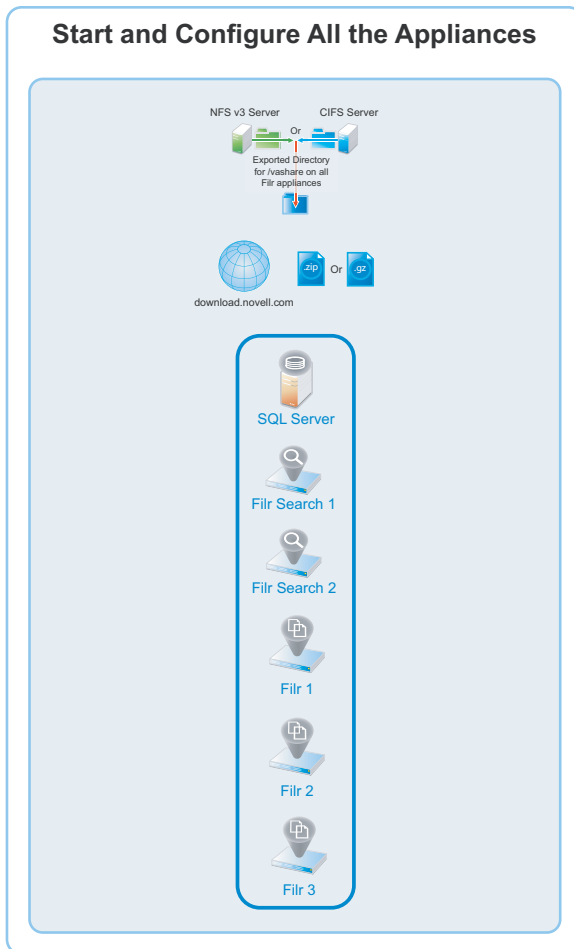 Start and Configure All the Appliances
NFS v3 Server
CIFS Server
Or
Exported Directory
for /vashare on all
Filr appliances
.zip
Or
.gz
download.novell.com
SQL Server
Filr Search 1
Filr Search 2
Filr 1
Filr 2
Filr 3